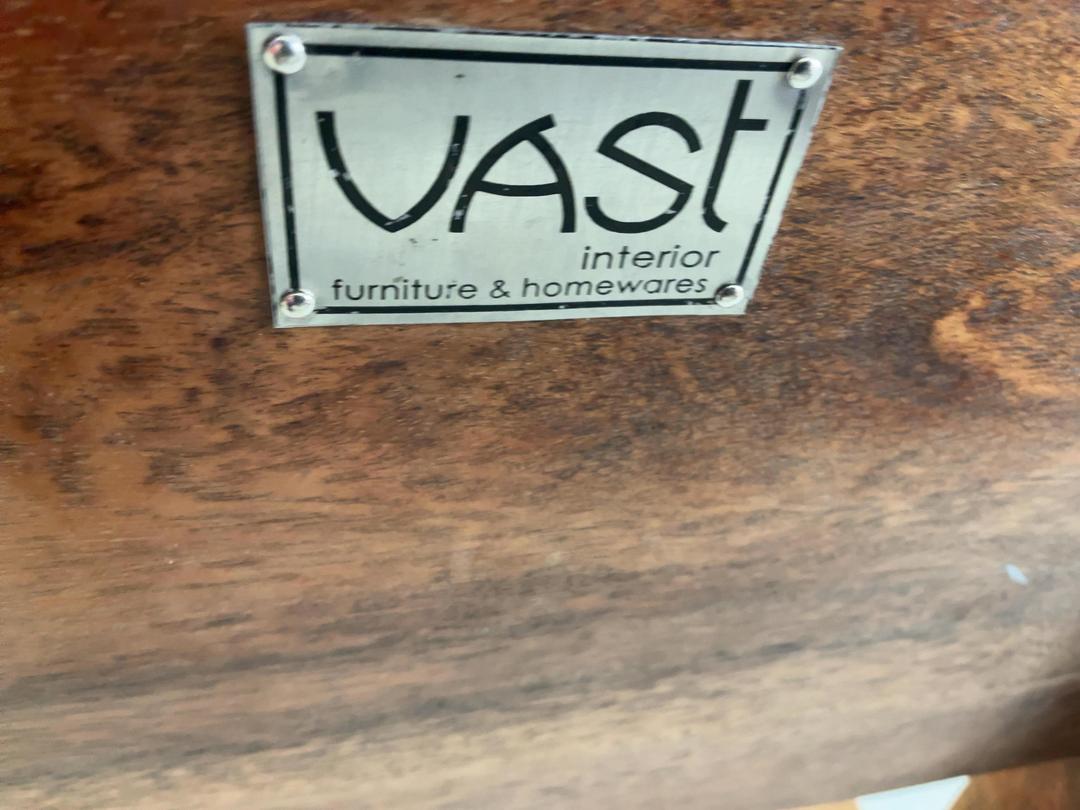 VAST
interior
furniture & homewares